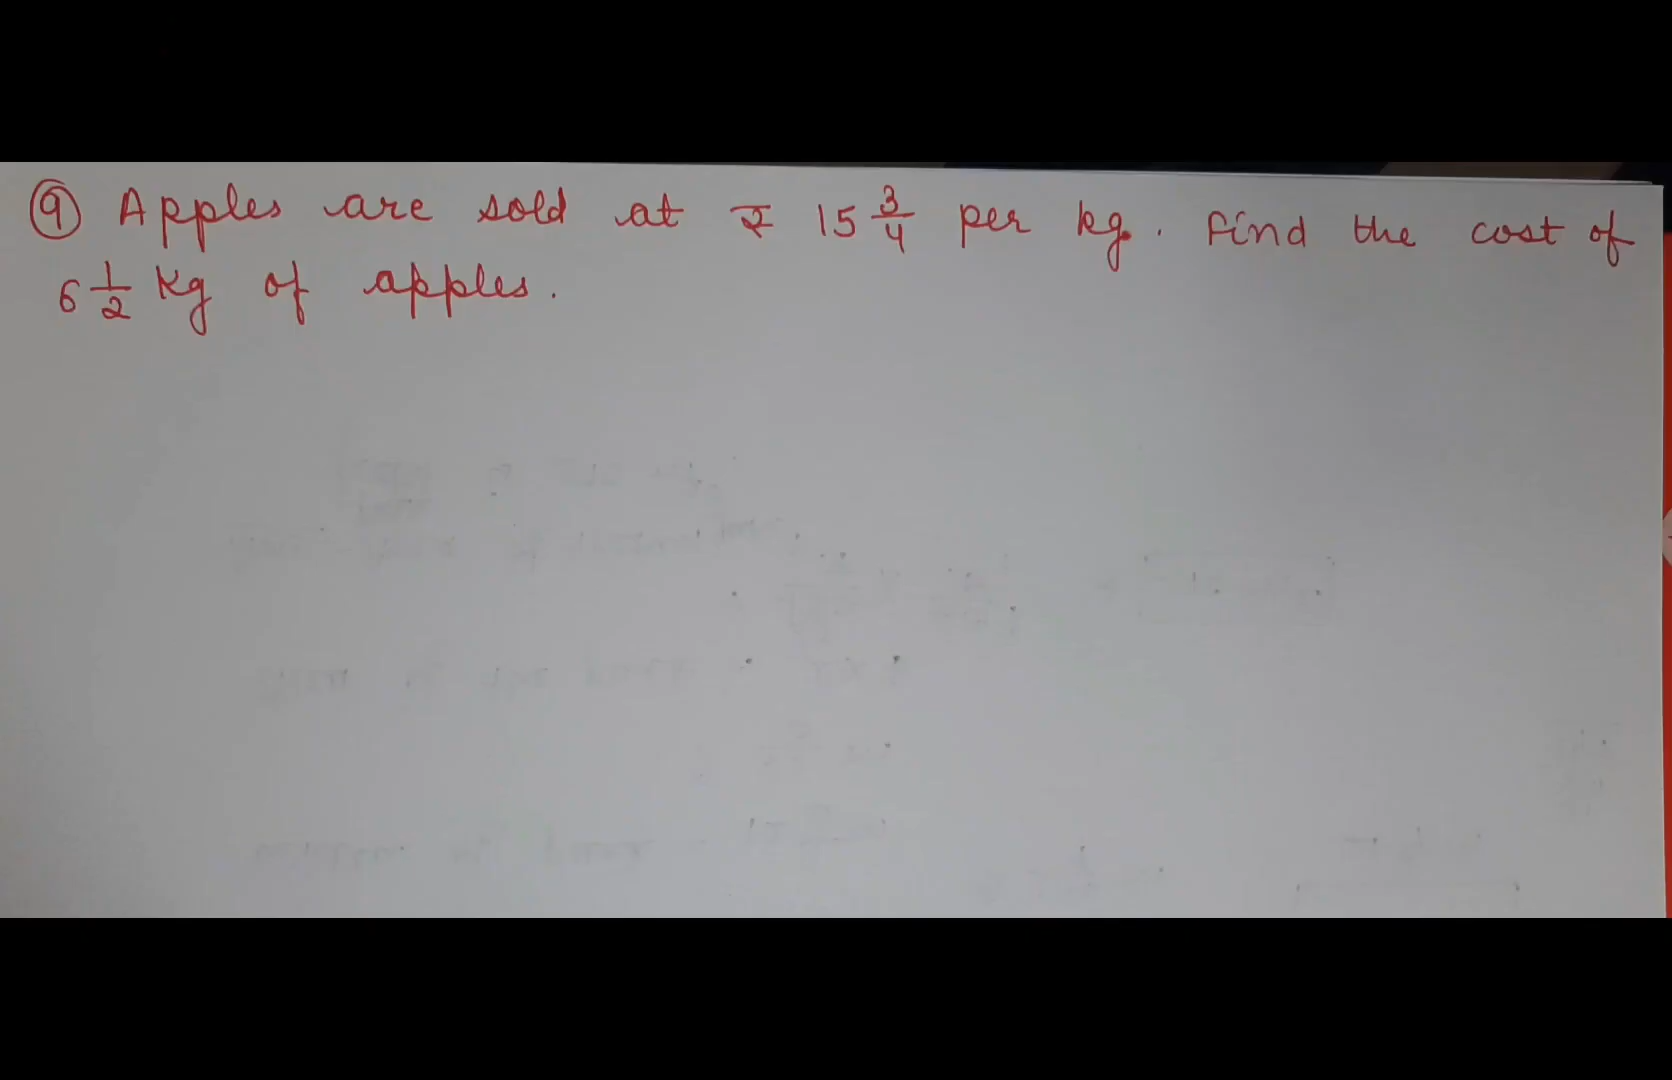 9 Apples are sold at ₹ 15 3/4 per kg. Find the cost of
6 1/2 kg of apples.